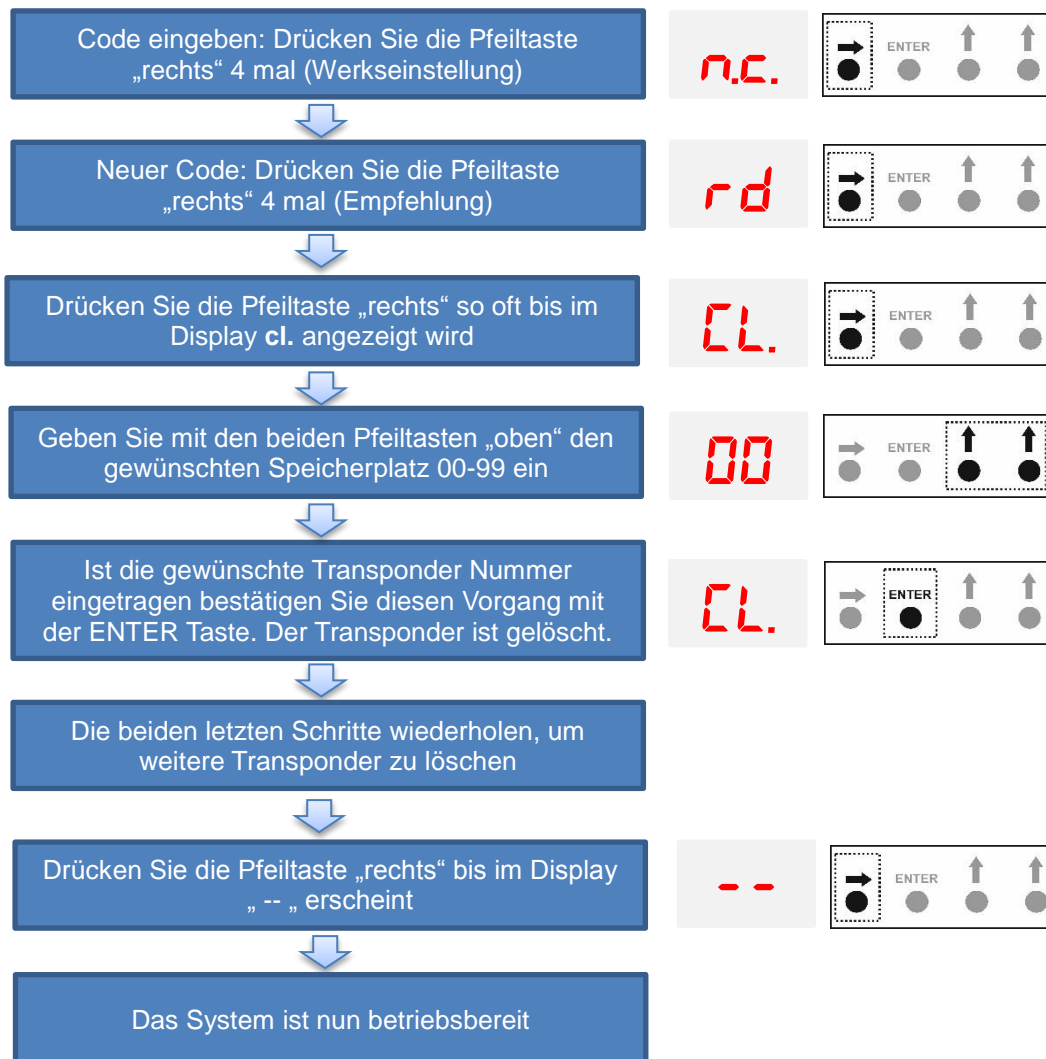 Code eingeben: Drücken Sie die Pfeiltaste
„rechts“ 4 mal (Werkseinstellung)
n.c.
ENTER
Neuer Code: Drücken Sie die Pfeiltaste
„rechts“ 4 mal (Empfehlung)
rd
ENTER
Drücken Sie die Pfeiltaste „rechts“ so oft bis im
Display cl. angezeigt wird
CL.
ENTER
Geben Sie mit den beiden Pfeiltasten „oben“ den
gewünschten Speicherplatz 00-99 ein
00
ENTER
Ist die gewünschte Transponder Nummer
eingetragen bestätigen Sie diesen Vorgang mit
der ENTER Taste. Der Transponder ist gelöscht.
CL.
ENTER
Die beiden letzten Schritte wiederholen, um
weitere Transponder zu löschen
Drücken Sie die Pfeiltaste „rechts“ bis im Display
„ -- „ erscheint
--
ENTER
Das System ist nun betriebsbereit